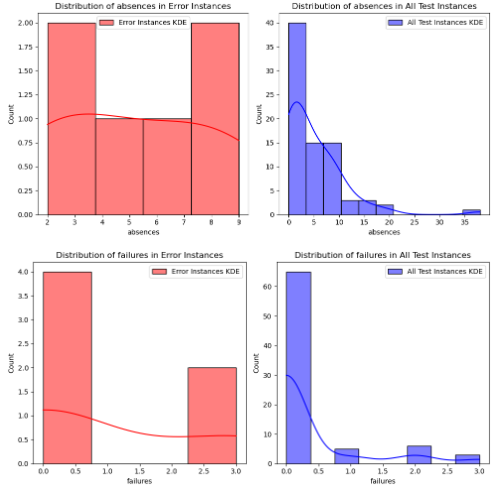 Distribution of absences in Error Instances
Error Instances KDE
2.00
1.75
1.50
1.25
1.00
0.75
0.50
0.25
0.00
Count
2 3 4 5 6 7 8 9
absences
Distribution of absences in All Test Instances
All Test Instances KDE
40
35
30
25
20
15
10
5
0
Count
0 5 10 15 20 25 30 35
absences
Distribution of failures in Error Instances
Error Instances KDE
4.0
3.5
3.0
2.5
2.0
1.5
1.0
0.5
0.0
Count
0.0 0.5 1.0 1.5 2.0 2.5 3.0
failures
Distribution of failures in All Test Instances
All Test Instances KDE
60
50
40
30
20
10
0
Count
0.0 0.5 1.0 1.5 2.0 2.5 3.0
failures